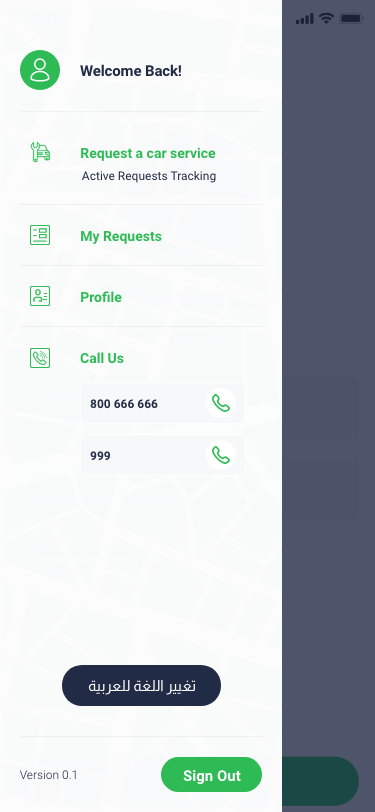 Welcome Back!
Request a car service
Active Requests Tracking
My Requests
Profile
Call Us
800 666 666
999
تغيير اللغة للعربية
Version 0.1
Sign Out